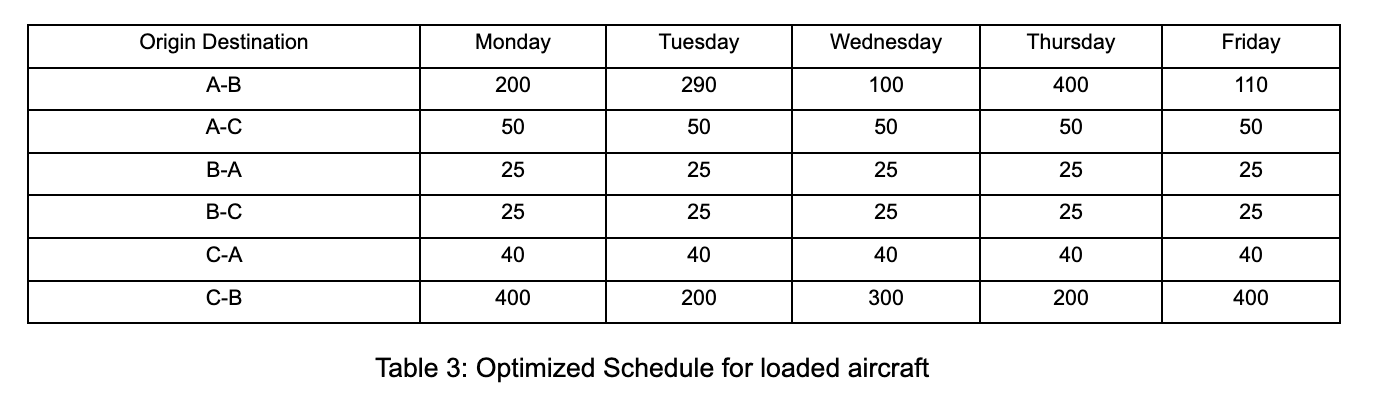 Origin Destination Monday Tuesday Wednesday Thursday Friday
A-B 200 290 100 400 110
A-C 50 50 50 50 50
B-A 25 25 25 25 25
B-C 25 25 25 25 25
C-A 40 40 40 40 40
C-B 400 200 300 200 400
Table 3: Optimized Schedule for loaded aircraft